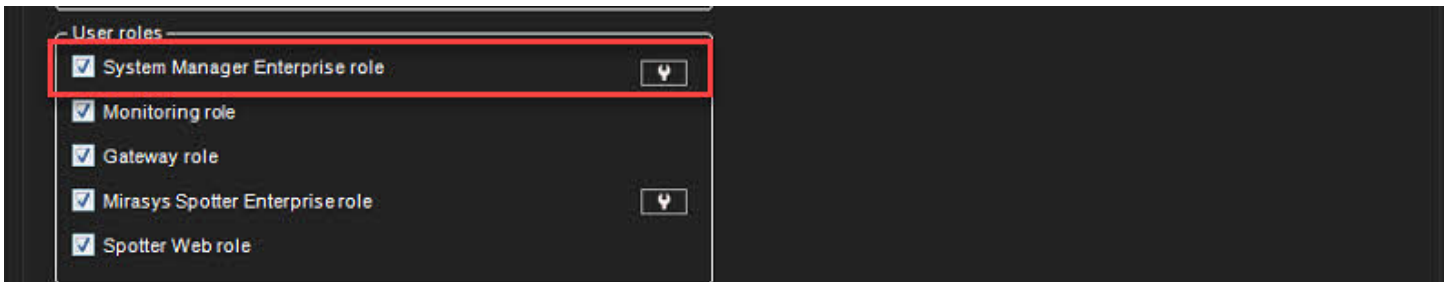 User roles
System Manager Enterprise role
Monitoring role
Gateway role
Mirasys Spotter Enterprise role
Spotter Web role